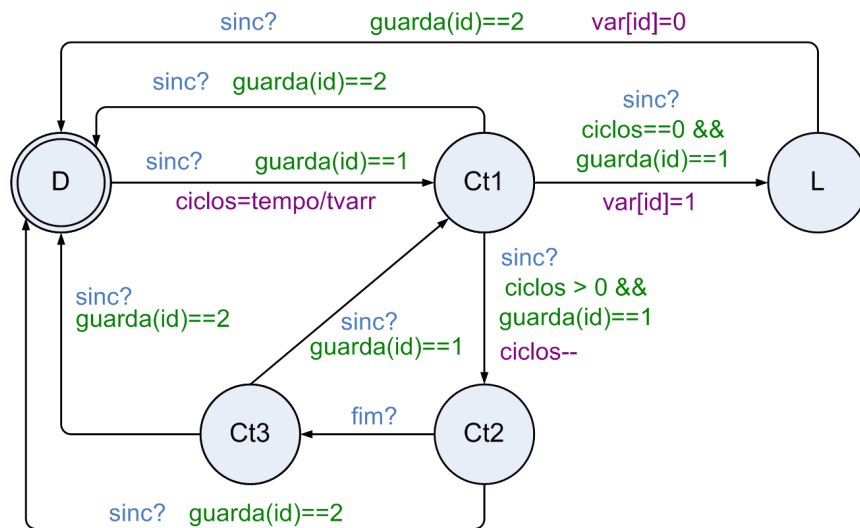 sinc? guarda(id)==2 var[id]=0
sinc? guarda(id)==2
sinc?
ciclos==0 &&
guarda(id)==1
var[id]=1
D
sinc? guarda(id)==1
ciclos=tempo/tvarr
Ct1
L
sinc?
ciclos > 0 &&
guarda(id)==1
ciclos--
sinc?
guarda(id)==2
sinc?
guarda(id)==1
Ct3
fim?
Ct2
sinc? guarda(id)==2